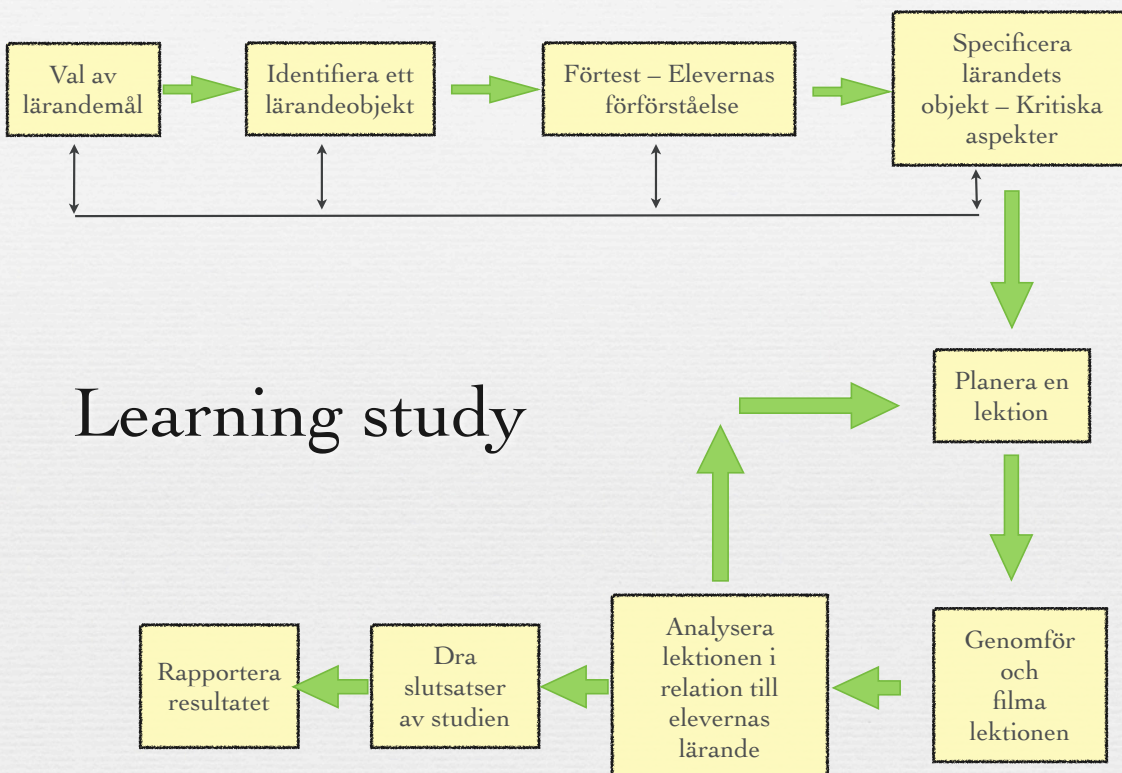 Val av
lärandemål
Identifiera ett
lärandeobjekt
Förtest – Elevernas
förförståelse
Specificera
lärandets
objekt – Kritiska
aspekter
Learning study
Planera en
lektion
Genomför
och
filma
lektionen
Analysera
lektionen i
relation till
elevernas
lärande
Dra
slutsatser
av studien
Rapportera
resultatet